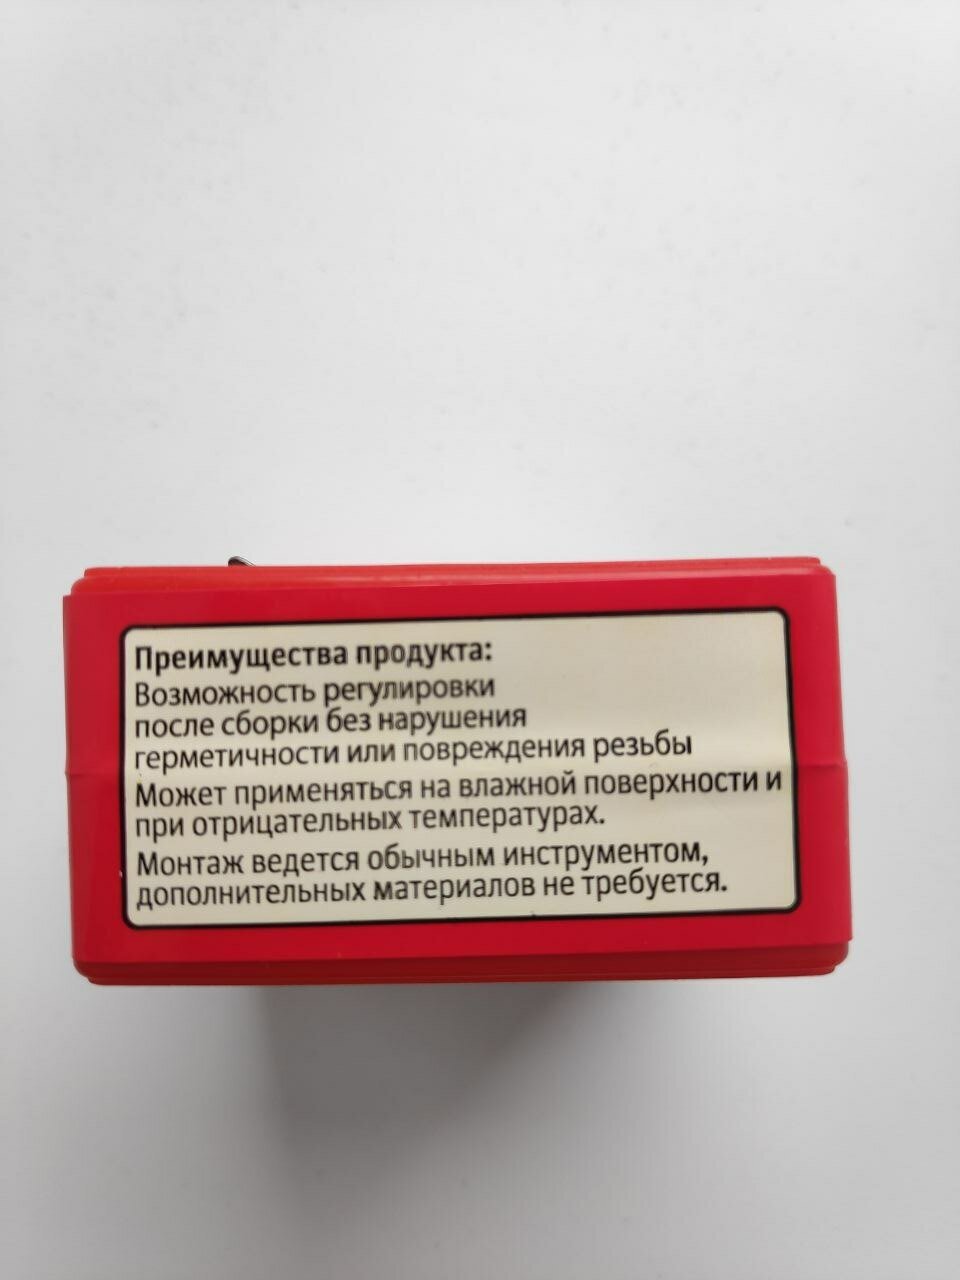 Преимущества продукта:
Возможность регулировки
после сборки без нарушения
герметичности или повреждения резьбы
Может применяться на влажной поверхности и
при отрицательных температурах.
Монтаж ведется обычным инструментом,
дополнительных материалов не требуется.